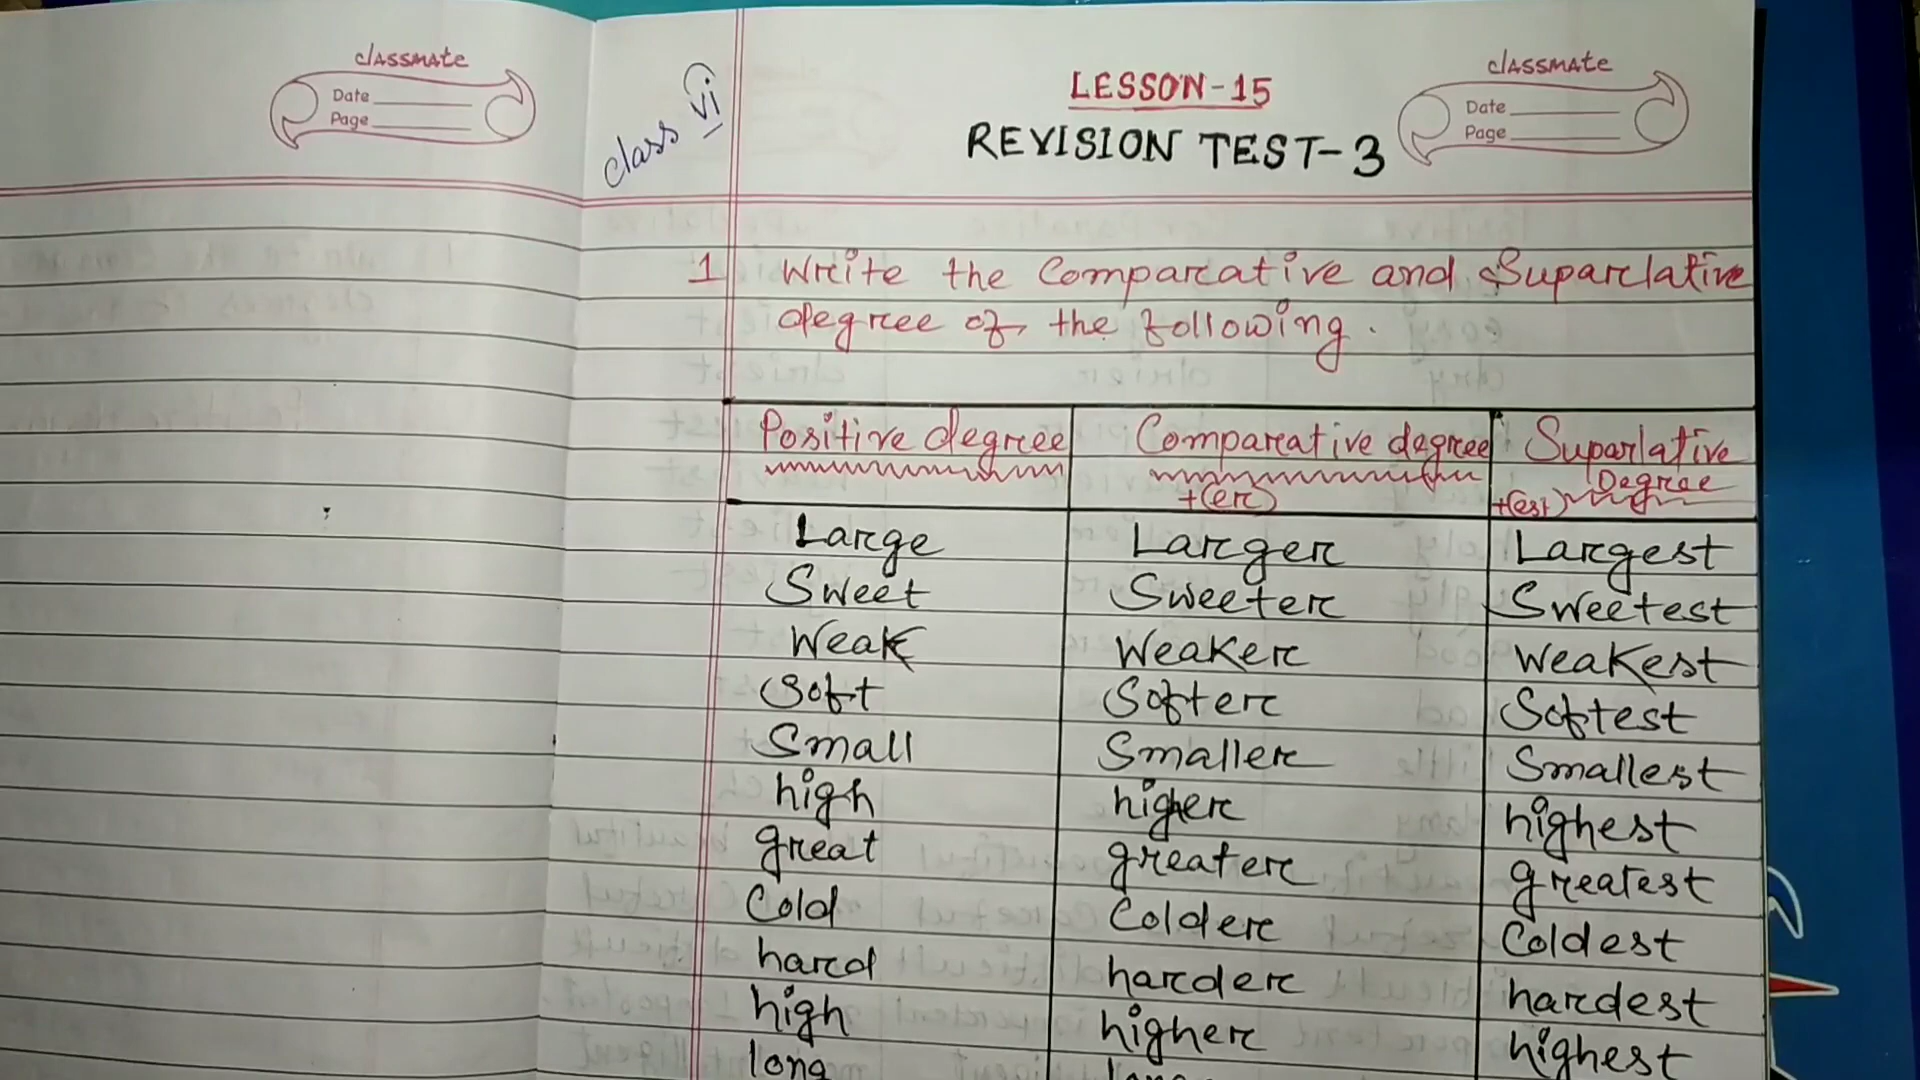 classmate
Date
Page
class vi
LESSON-15
REVISION TEST-3
classmate
Date
Page
1 Write the Comparative and Suparlative
degree of the following.
Positive degree Comparative degree Suparlative
+(er) +(est) Degree
Large Larger Largest
Sweet Sweeter Sweetest
Weak Weaker Weakest
Soft Softer Softest
Small Smaller Smallest
high higher highest
great greater greatest
Cold Colder Coldest
hard harder hardest
high higher highest
long